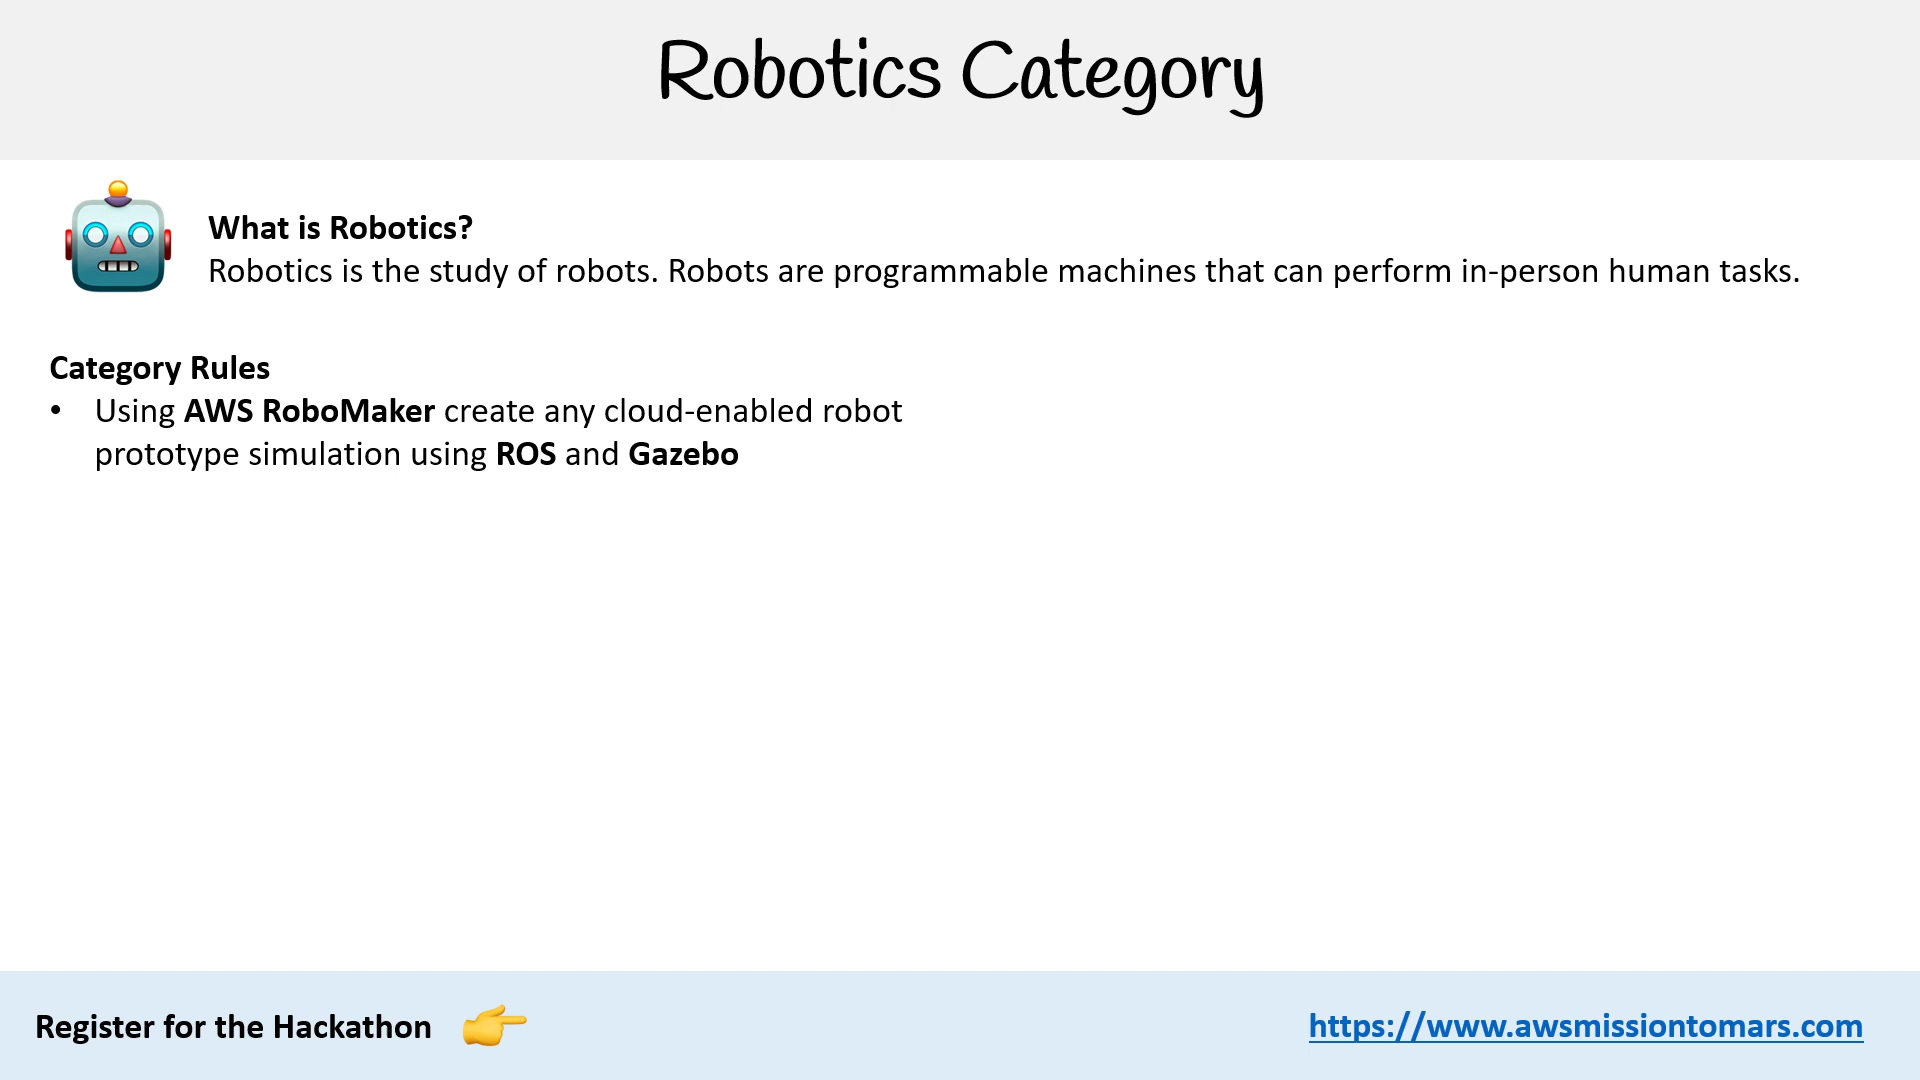 Robotics Category
What is Robotics?
Robotics is the study of robots. Robots are programmable machines that can perform in-person human tasks.
Category Rules
• Using AWS RoboMaker create any cloud-enabled robot
prototype simulation using ROS and Gazebo
Register for the Hackathon
https://www.awsmissiontomars.com